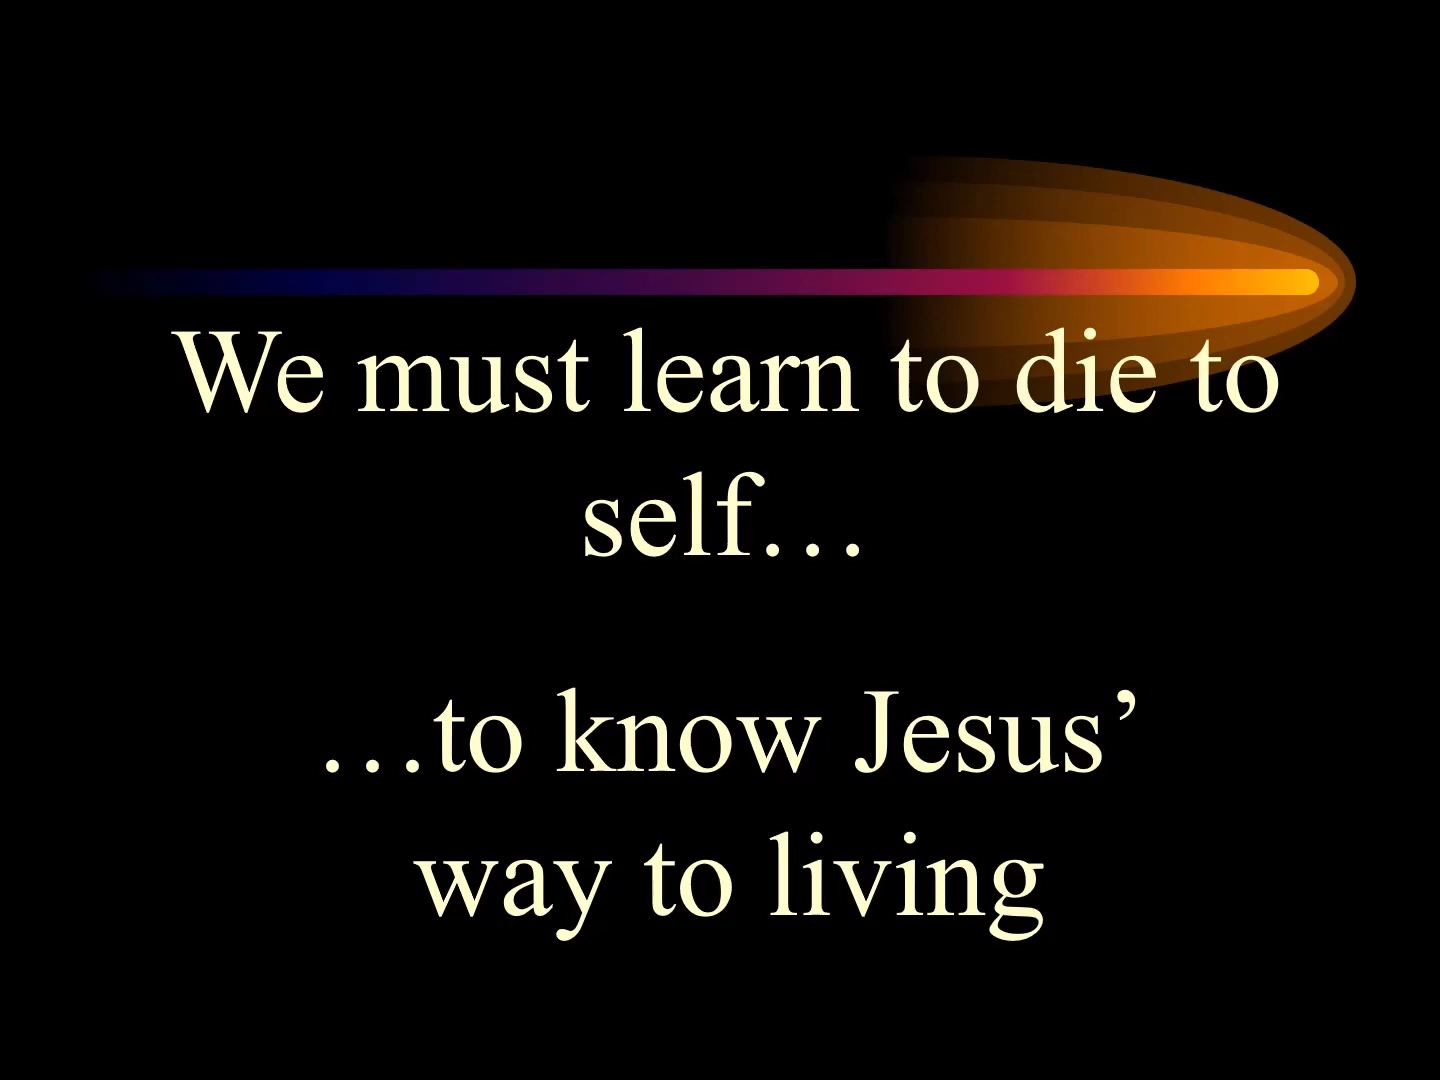 We must learn to die to
self…
…to know Jesus’
way to living